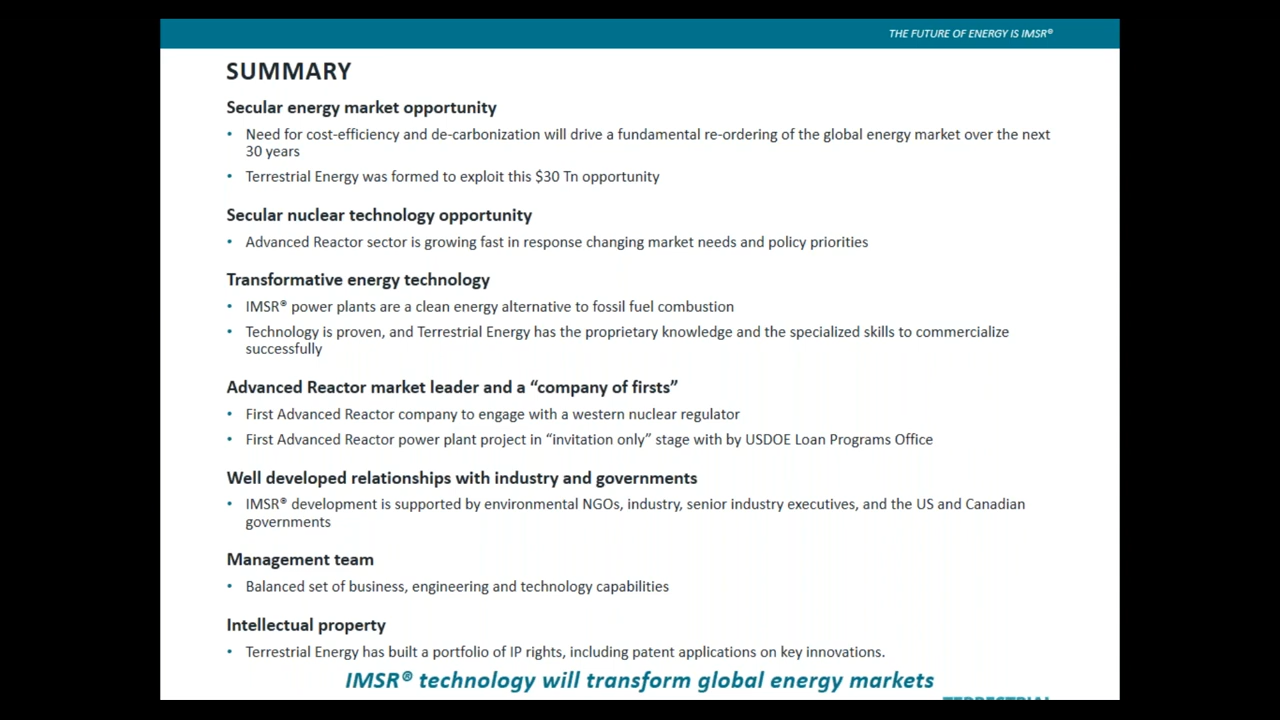 THE FUTURE OF ENERGY IS IMSR®
SUMMARY
Secular energy market opportunity
• Need for cost-efficiency and de-carbonization will drive a fundamental re-ordering of the global energy market over the next
30 years
• Terrestrial Energy was formed to exploit this $30 Tn opportunity
Secular nuclear technology opportunity
• Advanced Reactor sector is growing fast in response changing market needs and policy priorities
Transformative energy technology
• IMSR® power plants are a clean energy alternative to fossil fuel combustion
• Technology is proven, and Terrestrial Energy has the proprietary knowledge and the specialized skills to commercialize
successfully
Advanced Reactor market leader and a “company of firsts”
• First Advanced Reactor company to engage with a western nuclear regulator
• First Advanced Reactor power plant project in “invitation only” stage with by USDOE Loan Programs Office
Well developed relationships with industry and governments
• IMSR® development is supported by environmental NGOs, industry, senior industry executives, and the US and Canadian
governments
Management team
• Balanced set of business, engineering and technology capabilities
Intellectual property
• Terrestrial Energy has built a portfolio of IP rights, including patent applications on key innovations.
IMSR® technology will transform global energy markets